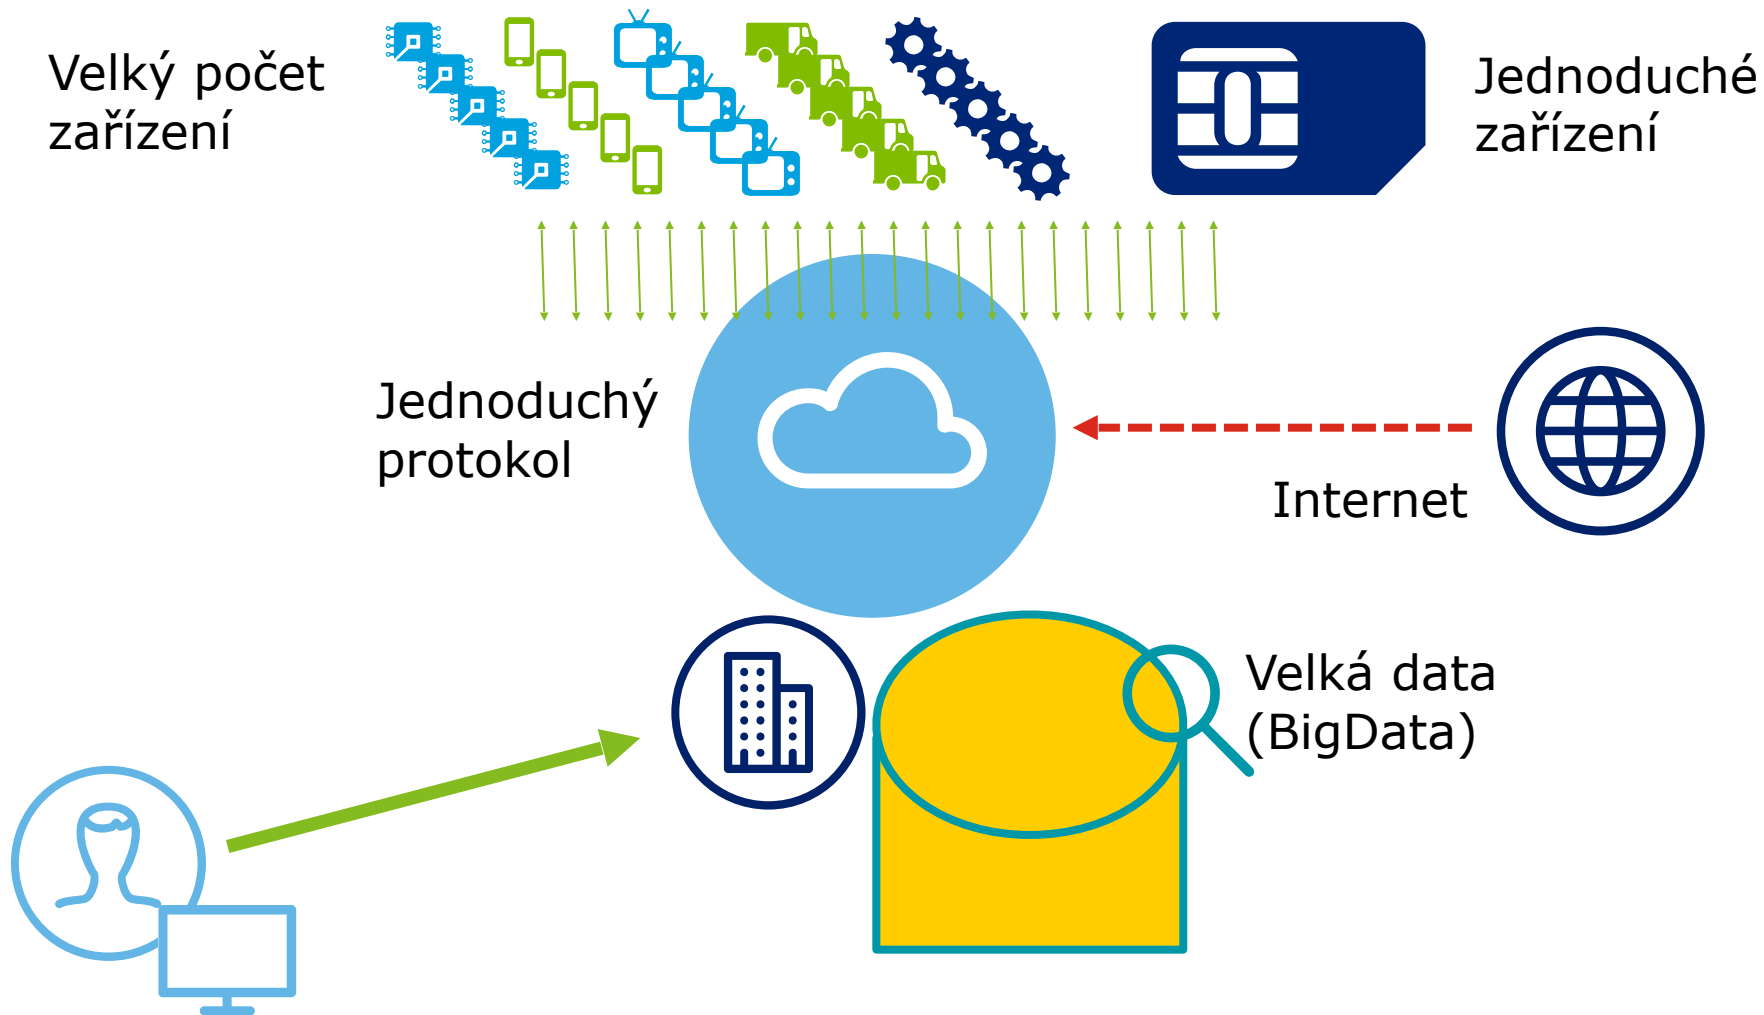 Velký počet
zařízení
Jednoduché
zařízení
Jednoduchý
protokol
Internet
Velká data
(BigData)